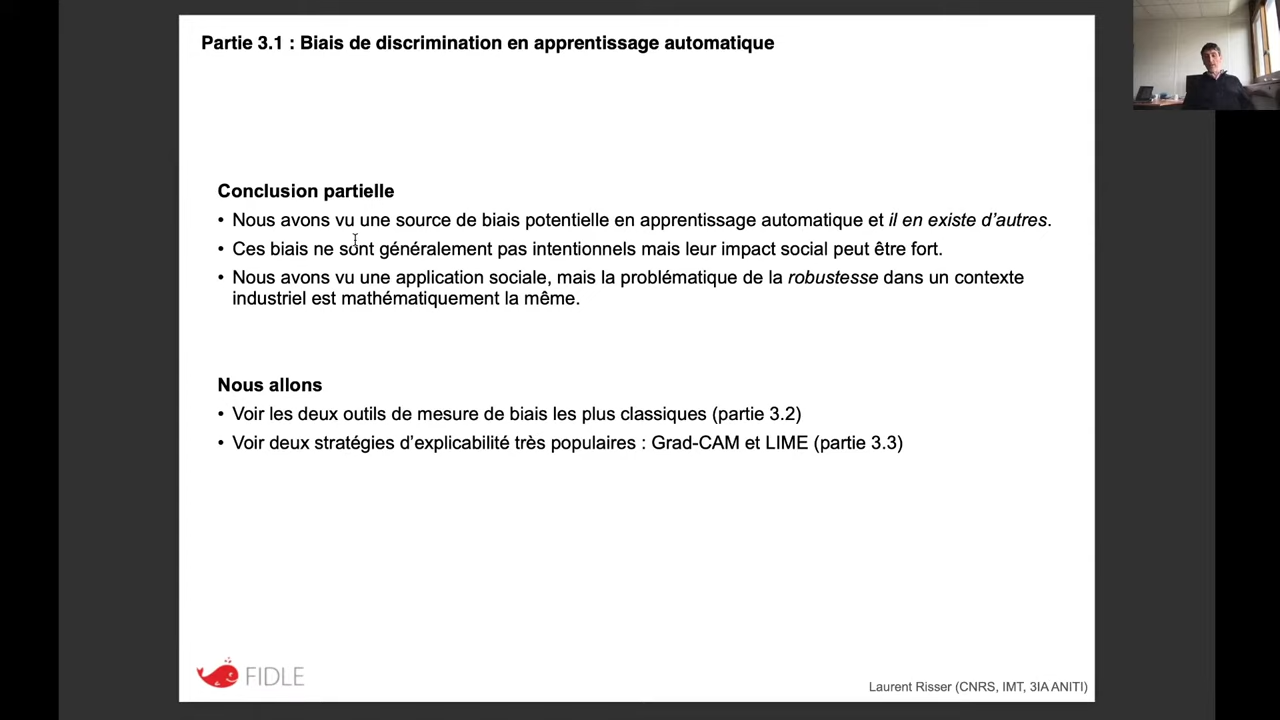 Partie 3.1 : Biais de discrimination en apprentissage automatique
Conclusion partielle
• Nous avons vu une source de biais potentielle en apprentissage automatique et il en existe d’autres.
• Ces biais ne sont généralement pas intentionnels mais leur impact social peut être fort.
• Nous avons vu une application sociale, mais la problématique de la robustesse dans un contexte
industriel est mathématiquement la même.
Nous allons
• Voir les deux outils de mesure de biais les plus classiques (partie 3.2)
• Voir deux stratégies d’explicabilité très populaires : Grad-CAM et LIME (partie 3.3)
FIDLE
Laurent Risser (CNRS, IMT, 3IA ANITI)